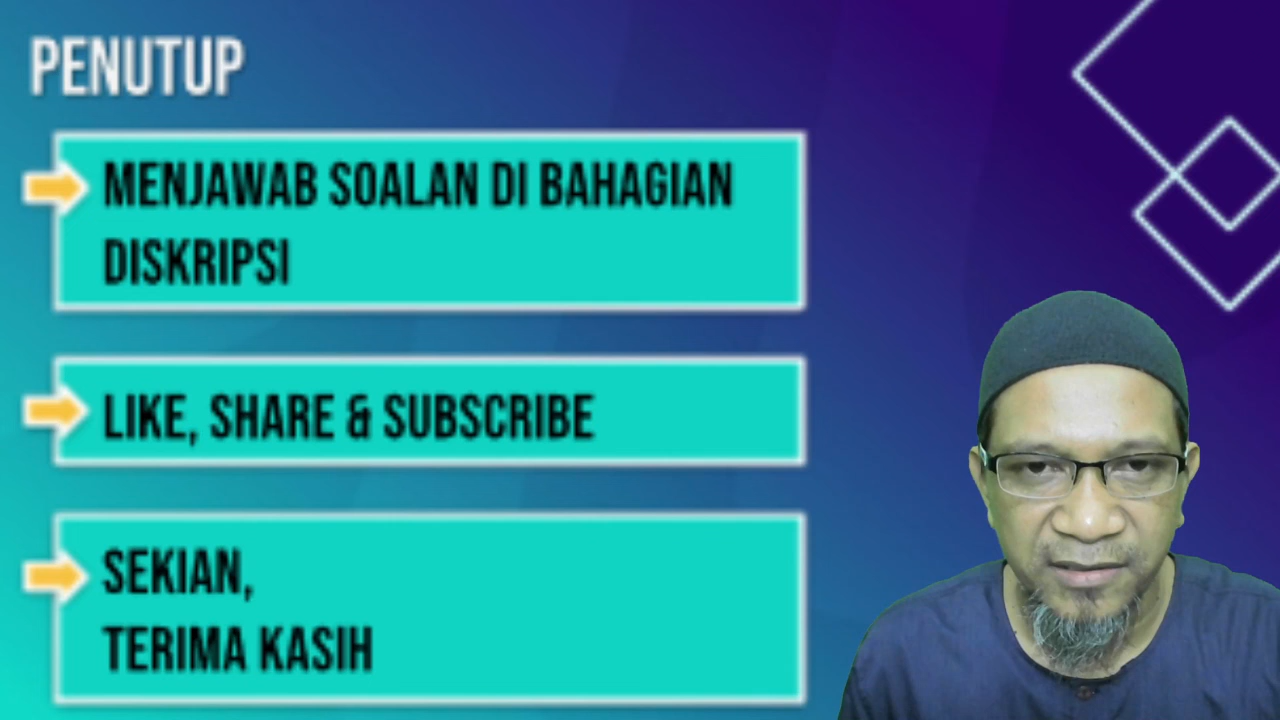 PENUTUP
MENJAWAB SOALAN DI BAHAGIAN
DISKRIPSI
LIKE, SHARE & SUBSCRIBE
SEKIAN,
TERIMA KASIH